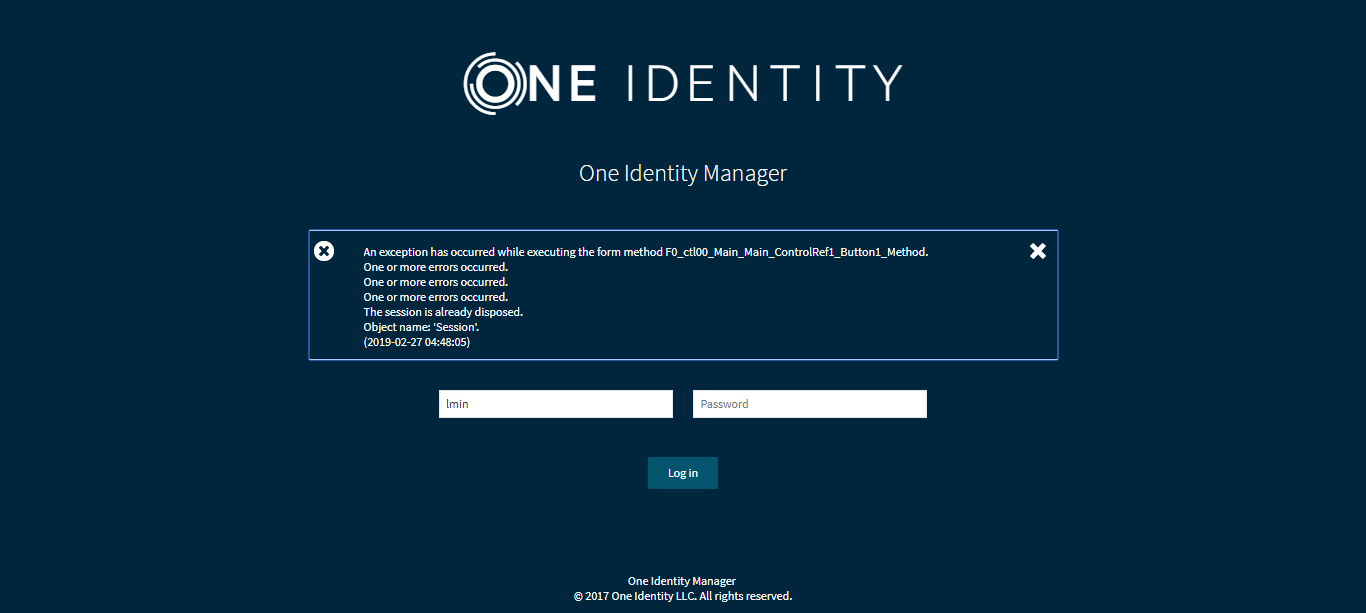 ONE IDENTITY
One Identity Manager
An exception has occurred while executing the form method F0_ctl00_Main_Main_ControlRef1_Button1_Method.
One or more errors occurred.
One or more errors occurred.
One or more errors occurred.
The session is already disposed.
Object name: 'Session'.
(2019-02-27 04:48:05)
lmin
Password
Log in
One Identity Manager
© 2017 One Identity LLC. All rights reserved.